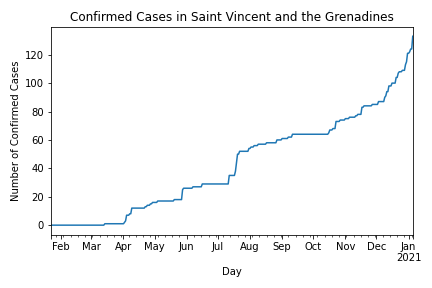 Confirmed Cases in Saint Vincent and the Grenadines
Number of Confirmed Cases
120
100
80
60
40
20
0
Feb Mar Apr May Jun Jul Aug Sep Oct Nov Dec Jan
2021
Day